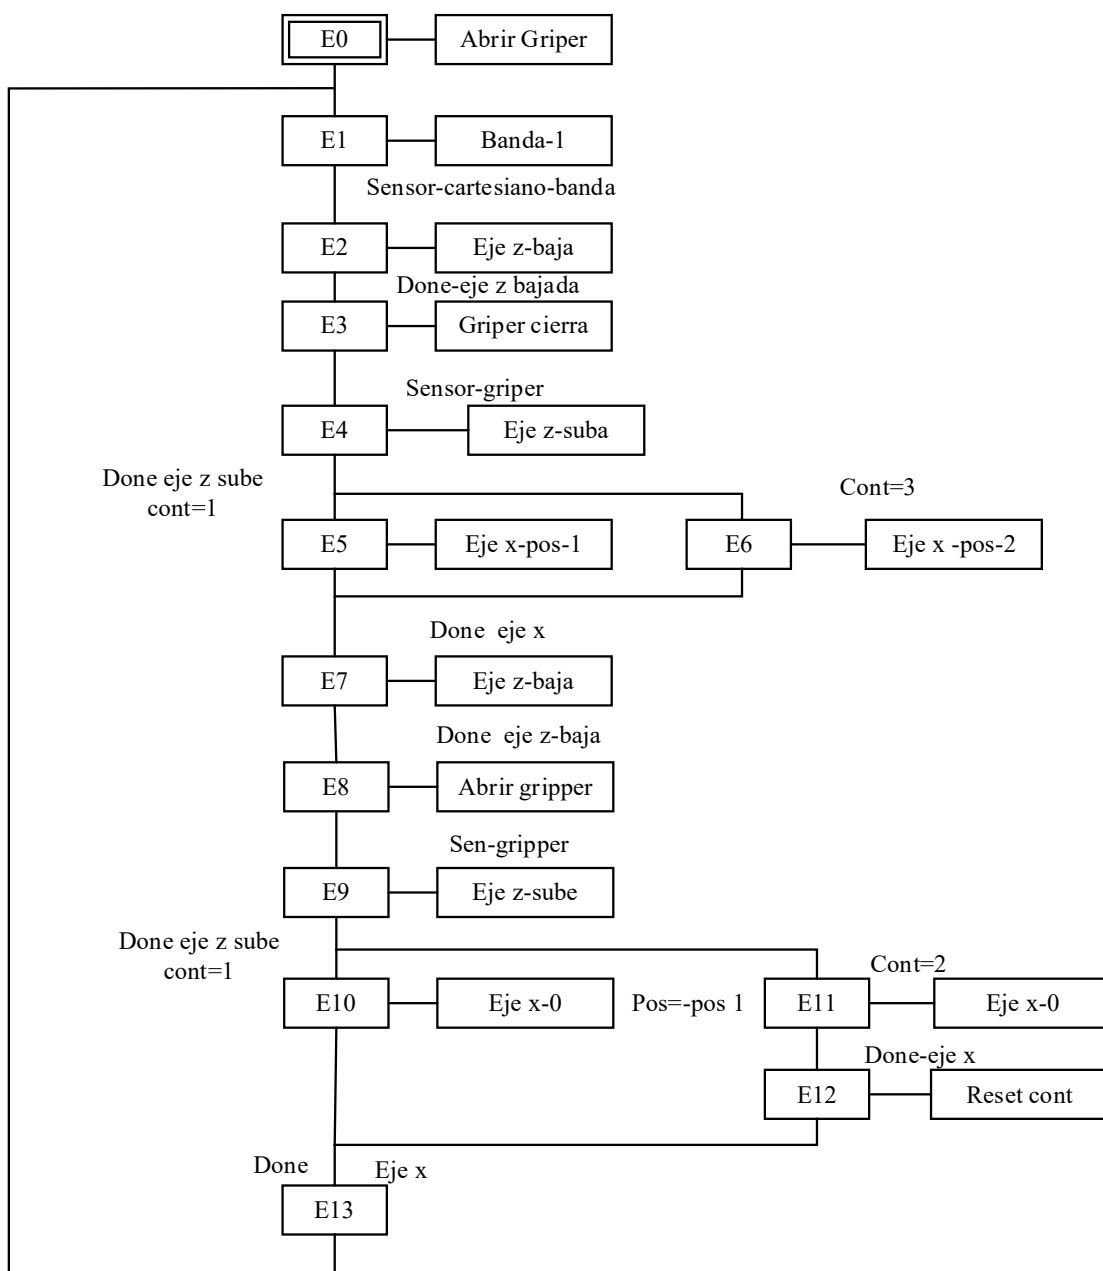 E0
Abrir Griper
E1
Banda-1
Sensor-cartesiano-banda
E2
Eje z-baja
Done-eje z bajada
E3
Griper cierra
Sensor-griper
E4
Eje z-suba
Done eje z sube
cont=1
Cont=3
E5
Eje x-pos-1
E6
Eje x -pos-2
Done  eje x
E7
Eje z-baja
Done  eje z-baja
E8
Abrir gripper
Sen-gripper
E9
Eje z-sube
Done eje z sube
cont=1
Cont=2
E10
Eje x-0
Pos=-pos 1
E11
Eje x-0
Done-eje x
E12
Reset cont
Done
Eje x
E13